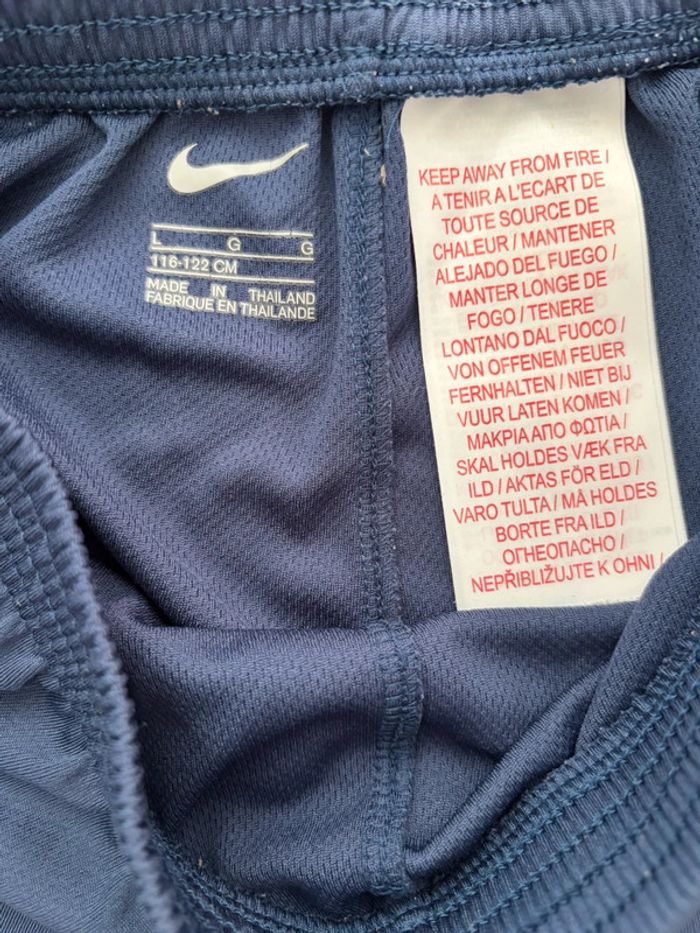 L G G
116-122 CM
MADE IN THAILAND
FABRIQUE EN THAILANDE
KEEP AWAY FROM FIRE /
A TENIR A L'ECART DE
TOUTE SOURCE DE
CHALEUR / MANTENER
ALEJADO DEL FUEGO /
MANTER LONGE DE
FOGO / TENERE
LONTANO DAL FUOCO /
VON OFFENEM FEUER
FERNHALTEN / NIET BIJ
VUUR LATEN KOMEN /
ΜΑΚΡΙΑ ΑΠΟ ΦΩΤΙΑ /
SKAL HOLDES VÆK FRA
ILD / AKTAS FÖR ELD /
VARO TULTA / MÅ HOLDES
BORTE FRA ILD /
ОГНЕОПАСНО /
NEPŘIBLIŽUJTE K OHNI /